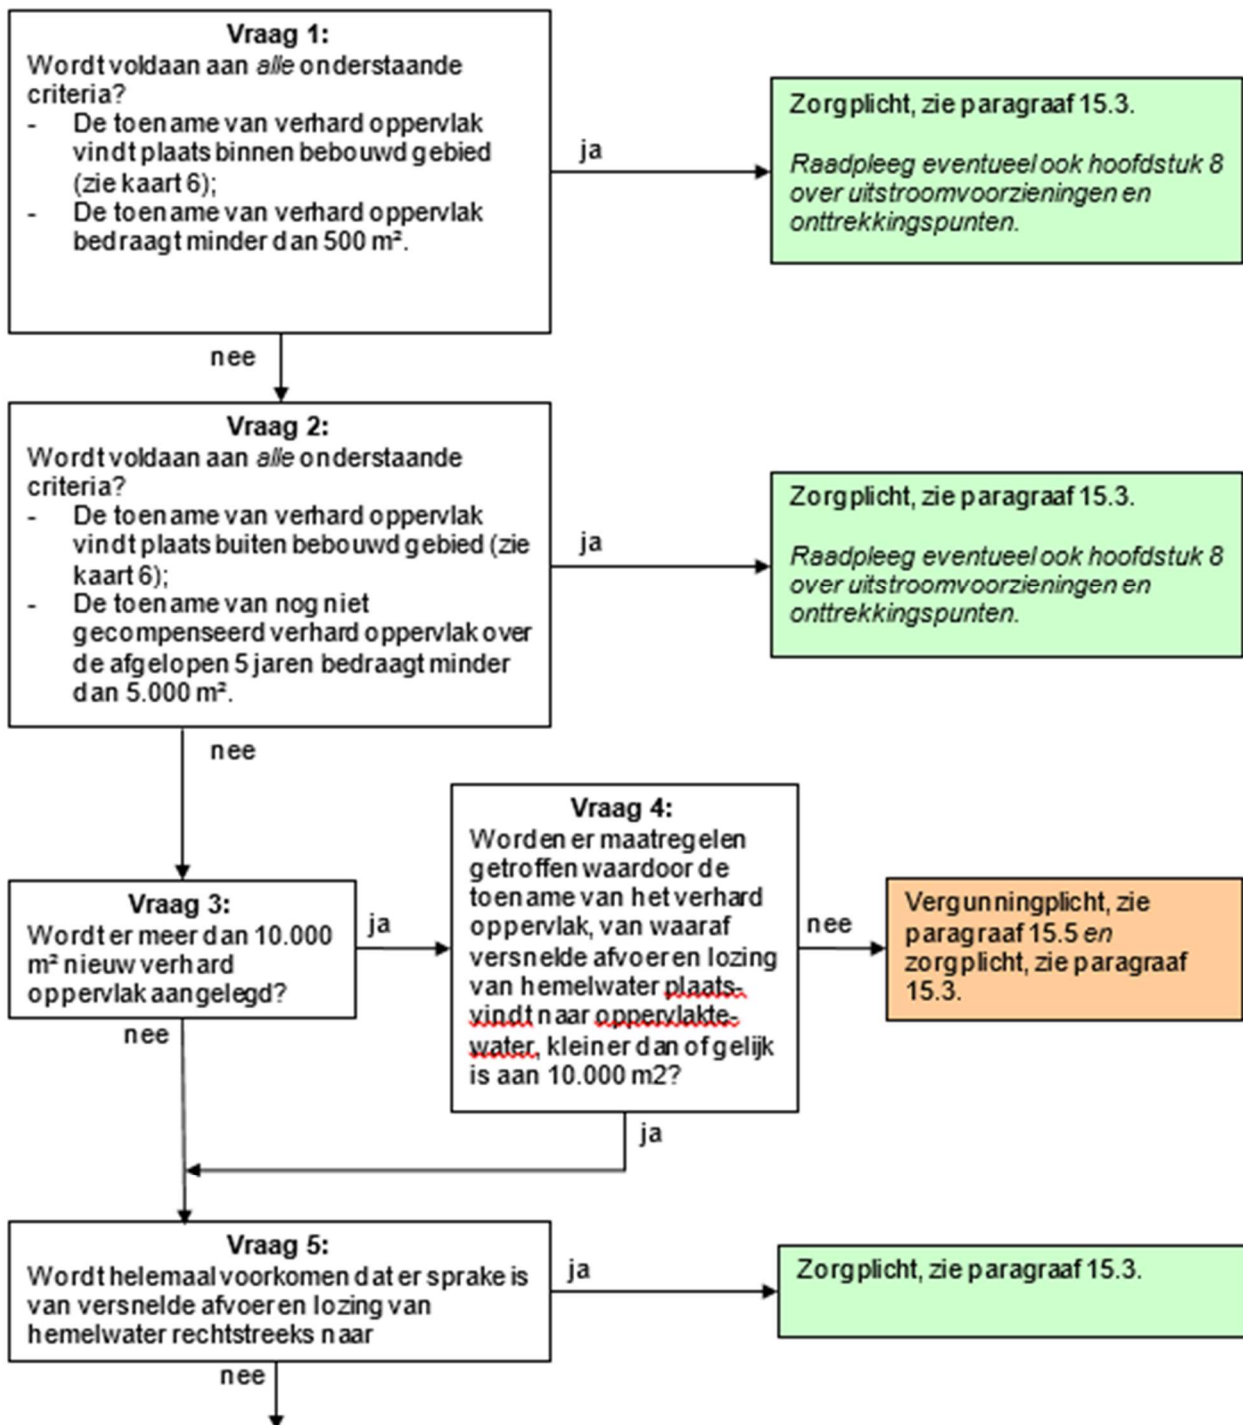 Vraag 1:
Wordt voldaan aan alle onderstaande
criteria?
- De toename van verhard oppervlak
vindt plaats binnen bebouwd gebied
(zie kaart 6);
- De toename van verhard oppervlak
bedraagt minder dan 500 m².
ja
Zorgplicht, zie paragraaf 15.3.
Raadpleeg eventueel ook hoofdstuk 8
over uitstroomvoorzieningen en
onttrekkingspunten.
nee
Vraag 2:
Wordt voldaan aan alle onderstaande
criteria?
- De toename van verhard oppervlak
vindt plaats buiten bebouwd gebied (zie
kaart 6);
- De toename van nog niet
gecompenseerd verhard oppervlak over
de afgelopen 5 jaren bedraagt minder
dan 5.000 m².
ja
Zorgplicht, zie paragraaf 15.3.
Raadpleeg eventueel ook hoofdstuk 8
over uitstroomvoorzieningen en
onttrekkingspunten.
nee
Vraag 3:
Wordt er meer dan 10.000
m² nieuw verhard
oppervlak aangelegd?
ja
Vraag 4:
Worden er maatregelen
getroffen waardoor de
toename van het verhard
oppervlak, van waaraf
versnelde afvoer en lozing
van hemelwater plaats-
vindt naar oppervlakte-
water, kleiner dan of gelijk
is aan 10.000 m2?
nee
Vergunningplicht, zie
paragraaf 15.5 en
zorgplicht, zie paragraaf
15.3.
nee
ja
Vraag 5:
Wordt helemaal voorkomen dat er sprake is
van versnelde afvoer en lozing van
hemelwater rechtstreeks naar
ja
Zorgplicht, zie paragraaf 15.3.
nee